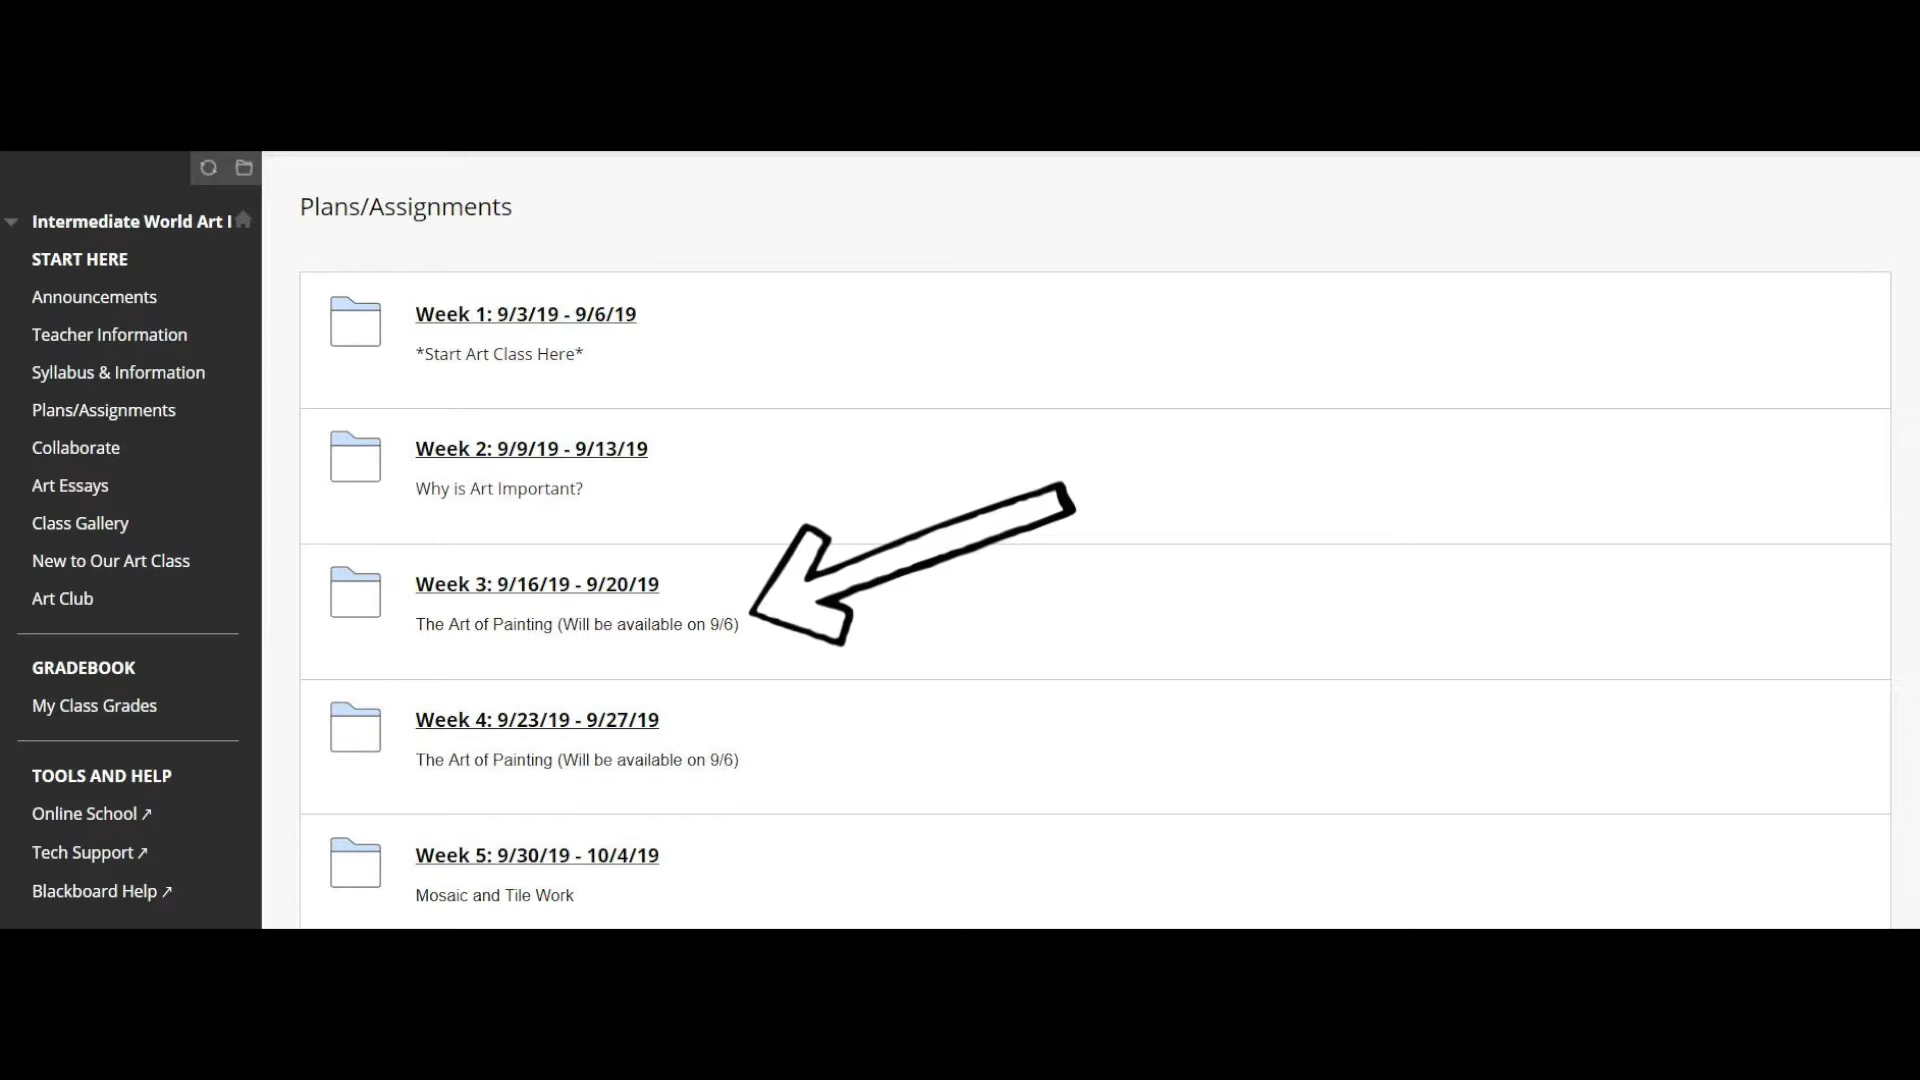 Intermediate World Art I
START HERE
Announcements
Teacher Information
Syllabus & Information
Plans/Assignments
Collaborate
Art Essays
Class Gallery
New to Our Art Class
Art Club
GRADEBOOK
My Class Grades
TOOLS AND HELP
Online School ↗
Tech Support ↗
Blackboard Help ↗
Plans/Assignments
Week 1: 9/3/19 - 9/6/19
*Start Art Class Here*
Week 2: 9/9/19 - 9/13/19
Why is Art Important?
Week 3: 9/16/19 - 9/20/19
The Art of Painting (Will be available on 9/6)
Week 4: 9/23/19 - 9/27/19
The Art of Painting (Will be available on 9/6)
Week 5: 9/30/19 - 10/4/19
Mosaic and Tile Work